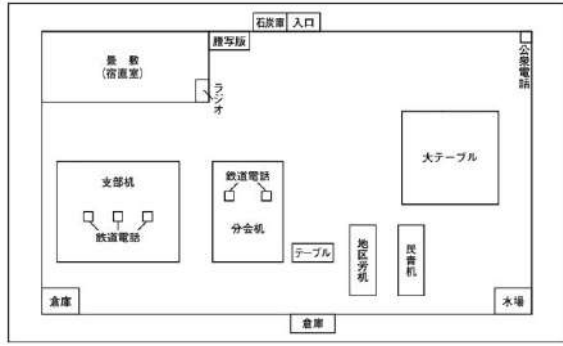 石炭庫
入口
謄写版
畳敷
(宿直室)
ラジオ
公衆電話
大テーブル
支部机
鉄道電話
鉄道電話
分会机
テーブル
地区労机
民青机
倉庫
倉庫
水場